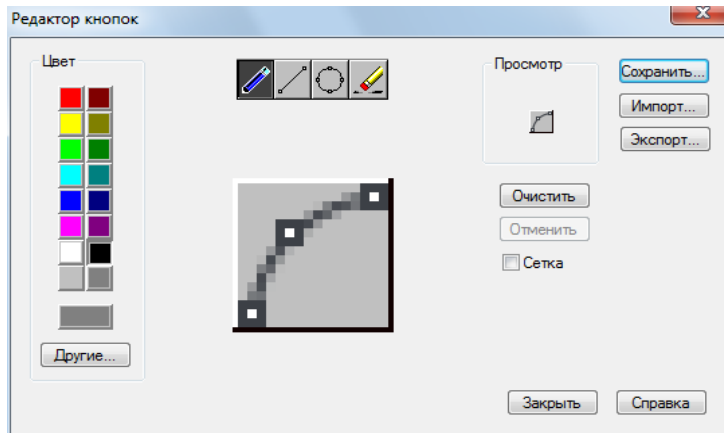 Редактор кнопок
Цвет
Просмотр
Сохранить...
Импорт...
Экспорт...
Очистить
Отменить
Сетка
Другие...
Закрыть
Справка